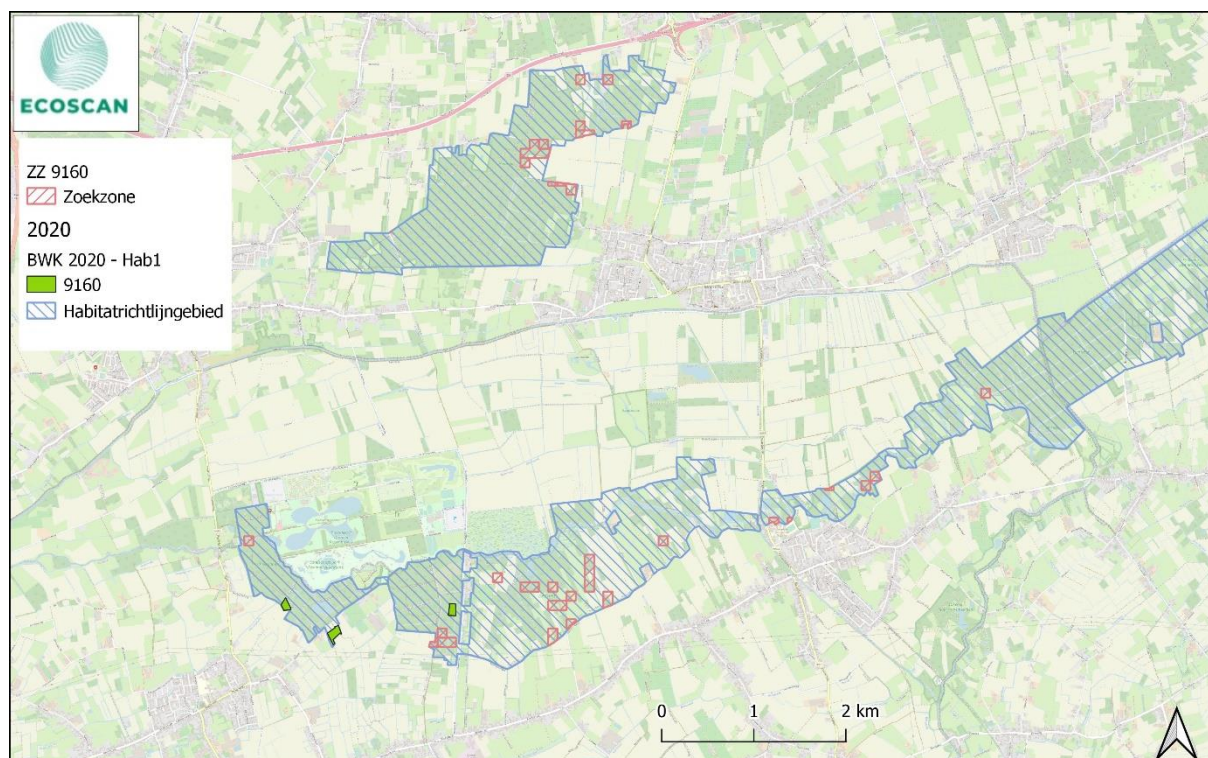 ECOSCAN
ZZ 9160
Zoekzone
2020
BWK 2020 - Hab1
9160
Habitatrichtlijngebied
0 1 2 km